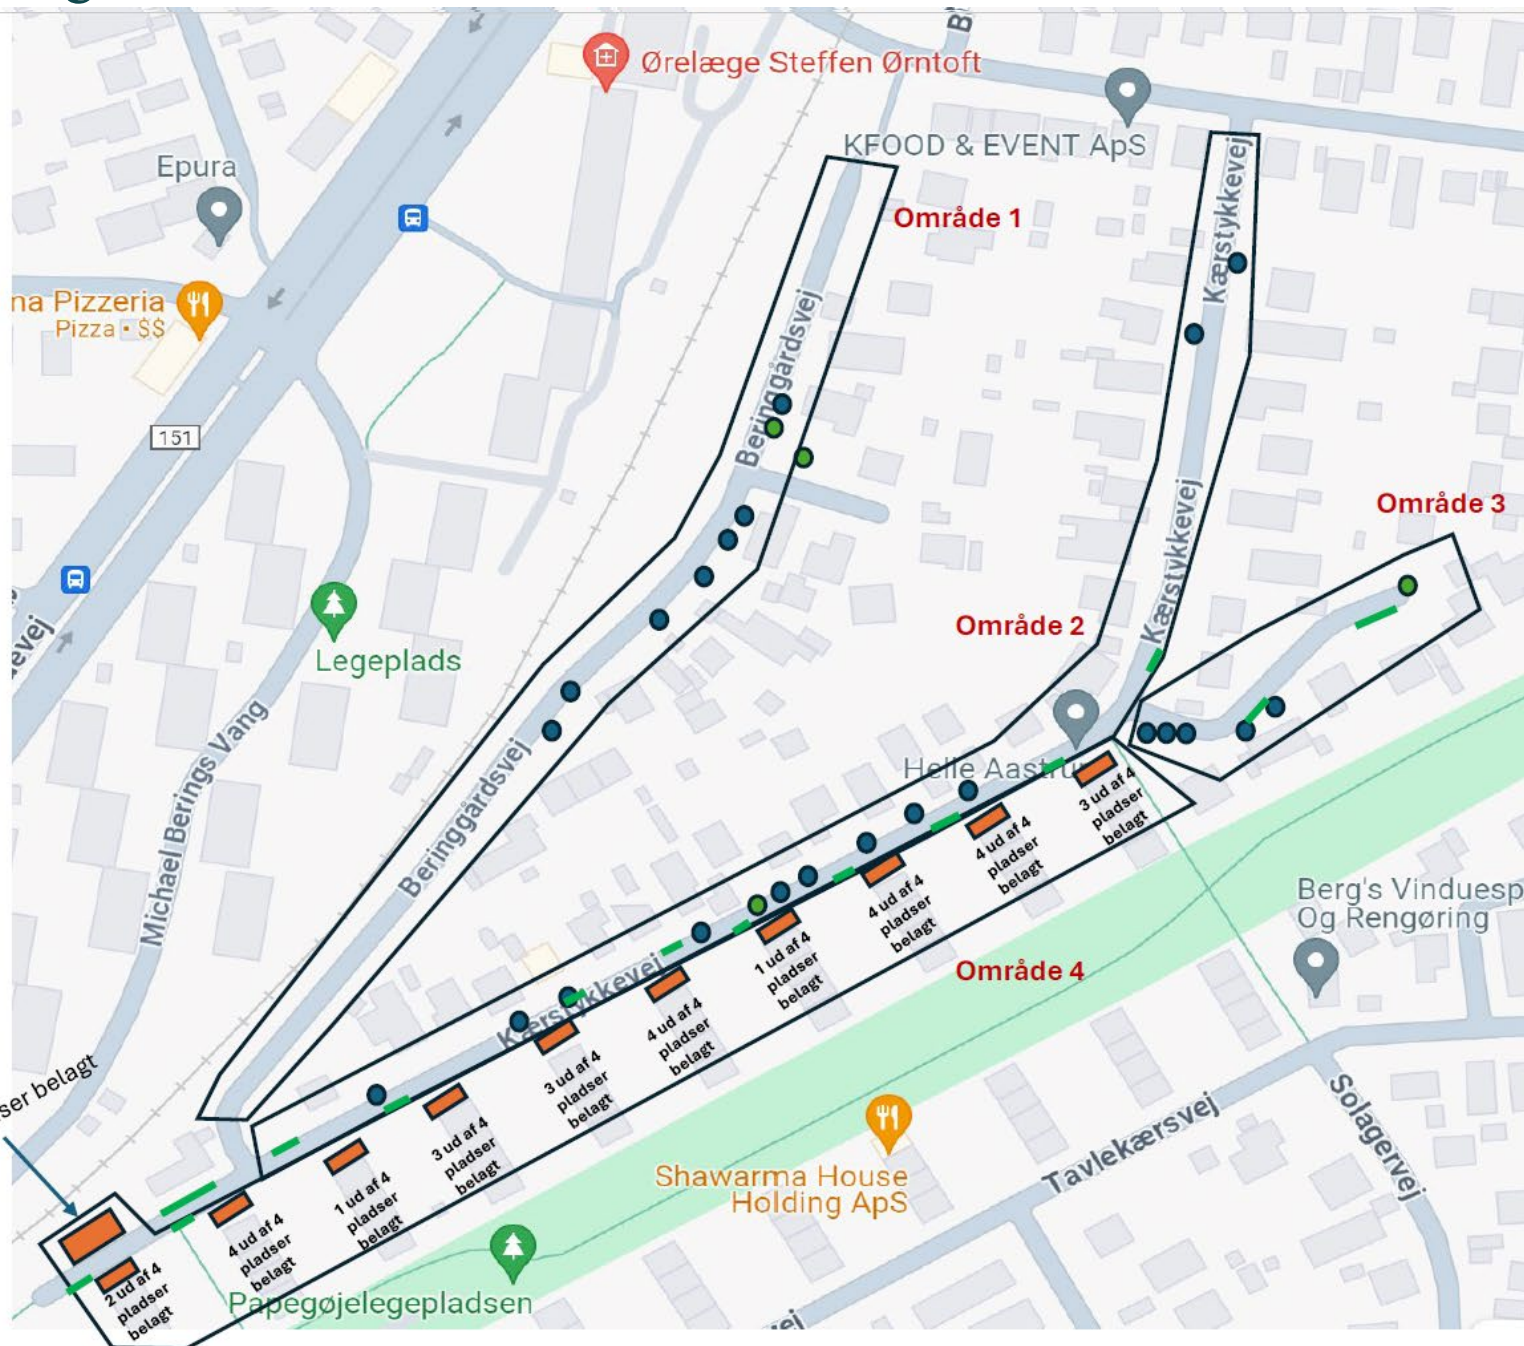 Ørelæge Steffen Ørntoft
KFOOD & EVENT ApS
Epura
Område 1
Kærstykkevej
na Pizzeria
Pizza • $$
Beringgårdsvej
151
Område 3
Kærstykkevej
Område 2
Legeplads
evej
Michael Berings Vang
Beringgårdsvej
Helle Aastru
3 ud af 4
pladser
belagt
4 ud af 4
pladser
belagt
4 ud af 4
pladser
belagt
Berg's Vinduesp
Og Rengøring
1 ud af 4
pladser
belagt
Område 4
Kærstykkevej
4 ud af 4
pladser
belagt
3 ud af 4
pladser
belagt
3 ud af 4
pladser
belagt
ser belagt
1 ud af 4
pladser
belagt
4 ud af 4
pladser
belagt
2 ud af 4
pladser
belagt
Shawarma House
Holding ApS
Tavlekærsvej
Solagervej
Papegøjelegepladsen
vej